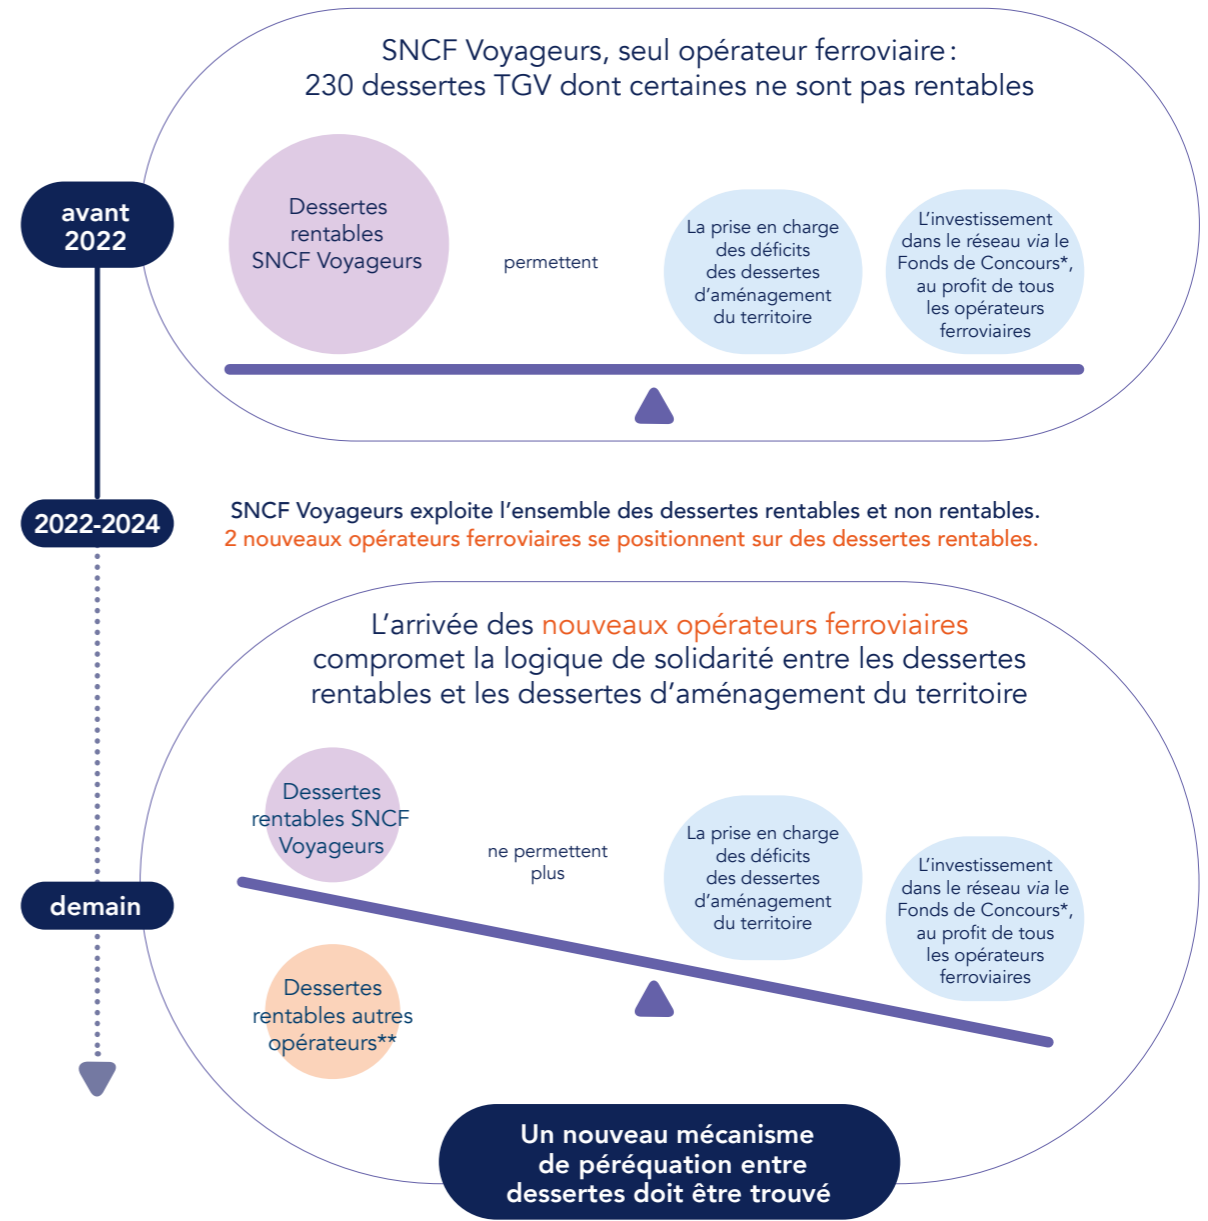 SNCF Voyageurs, seul opérateur ferroviaire :
230 dessertes TGV dont certaines ne sont pas rentables
avant
2022
Dessertes
rentables
SNCF Voyageurs
permettent
La prise en charge
des déficits
des dessertes
d’aménagement
du territoire
L’investissement
dans le réseau via le
Fonds de Concours*,
au profit de tous
les opérateurs
ferroviaires
2022-2024
SNCF Voyageurs exploite l’ensemble des dessertes rentables et non rentables.
2 nouveaux opérateurs ferroviaires se positionnent sur des dessertes rentables.
L’arrivée des nouveaux opérateurs ferroviaires
compromet la logique de solidarité entre les dessertes
rentables et les dessertes d’aménagement du territoire
demain
Dessertes
rentables SNCF
Voyageurs
ne permettent
plus
La prise en charge
des déficits
des dessertes
d’aménagement
du territoire
L’investissement
dans le réseau via le
Fonds de Concours*,
au profit de tous
les opérateurs
ferroviaires
Dessertes
rentables autres
opérateurs**
Un nouveau mécanisme
de péréquation entre
dessertes doit être trouvé